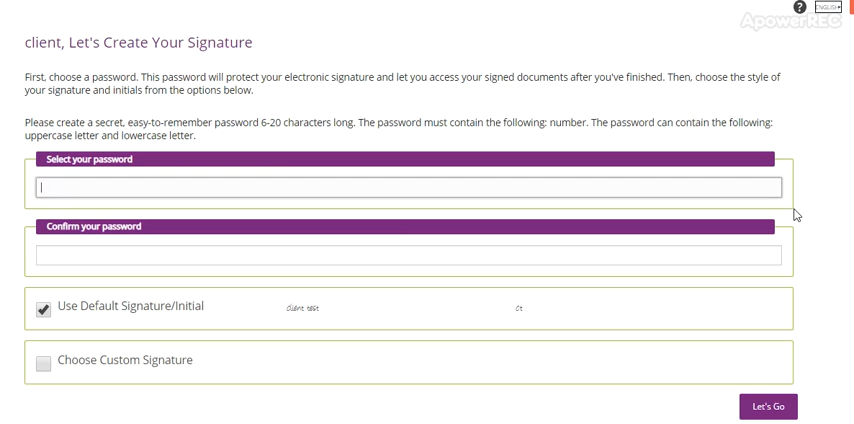 ?
ENGLISH
ApowerREC
client, Let's Create Your Signature
First, choose a password. This password will protect your electronic signature and let you access your signed documents after you've finished. Then, choose the style of
your signature and initials from the options below.
Please create a secret, easy-to-remember password 6-20 characters long. The password must contain the following: number. The password can contain the following:
uppercase letter and lowercase letter.
Select your password
Confirm your password
Use Default Signature/Initial client test ct
Choose Custom Signature
Let's Go